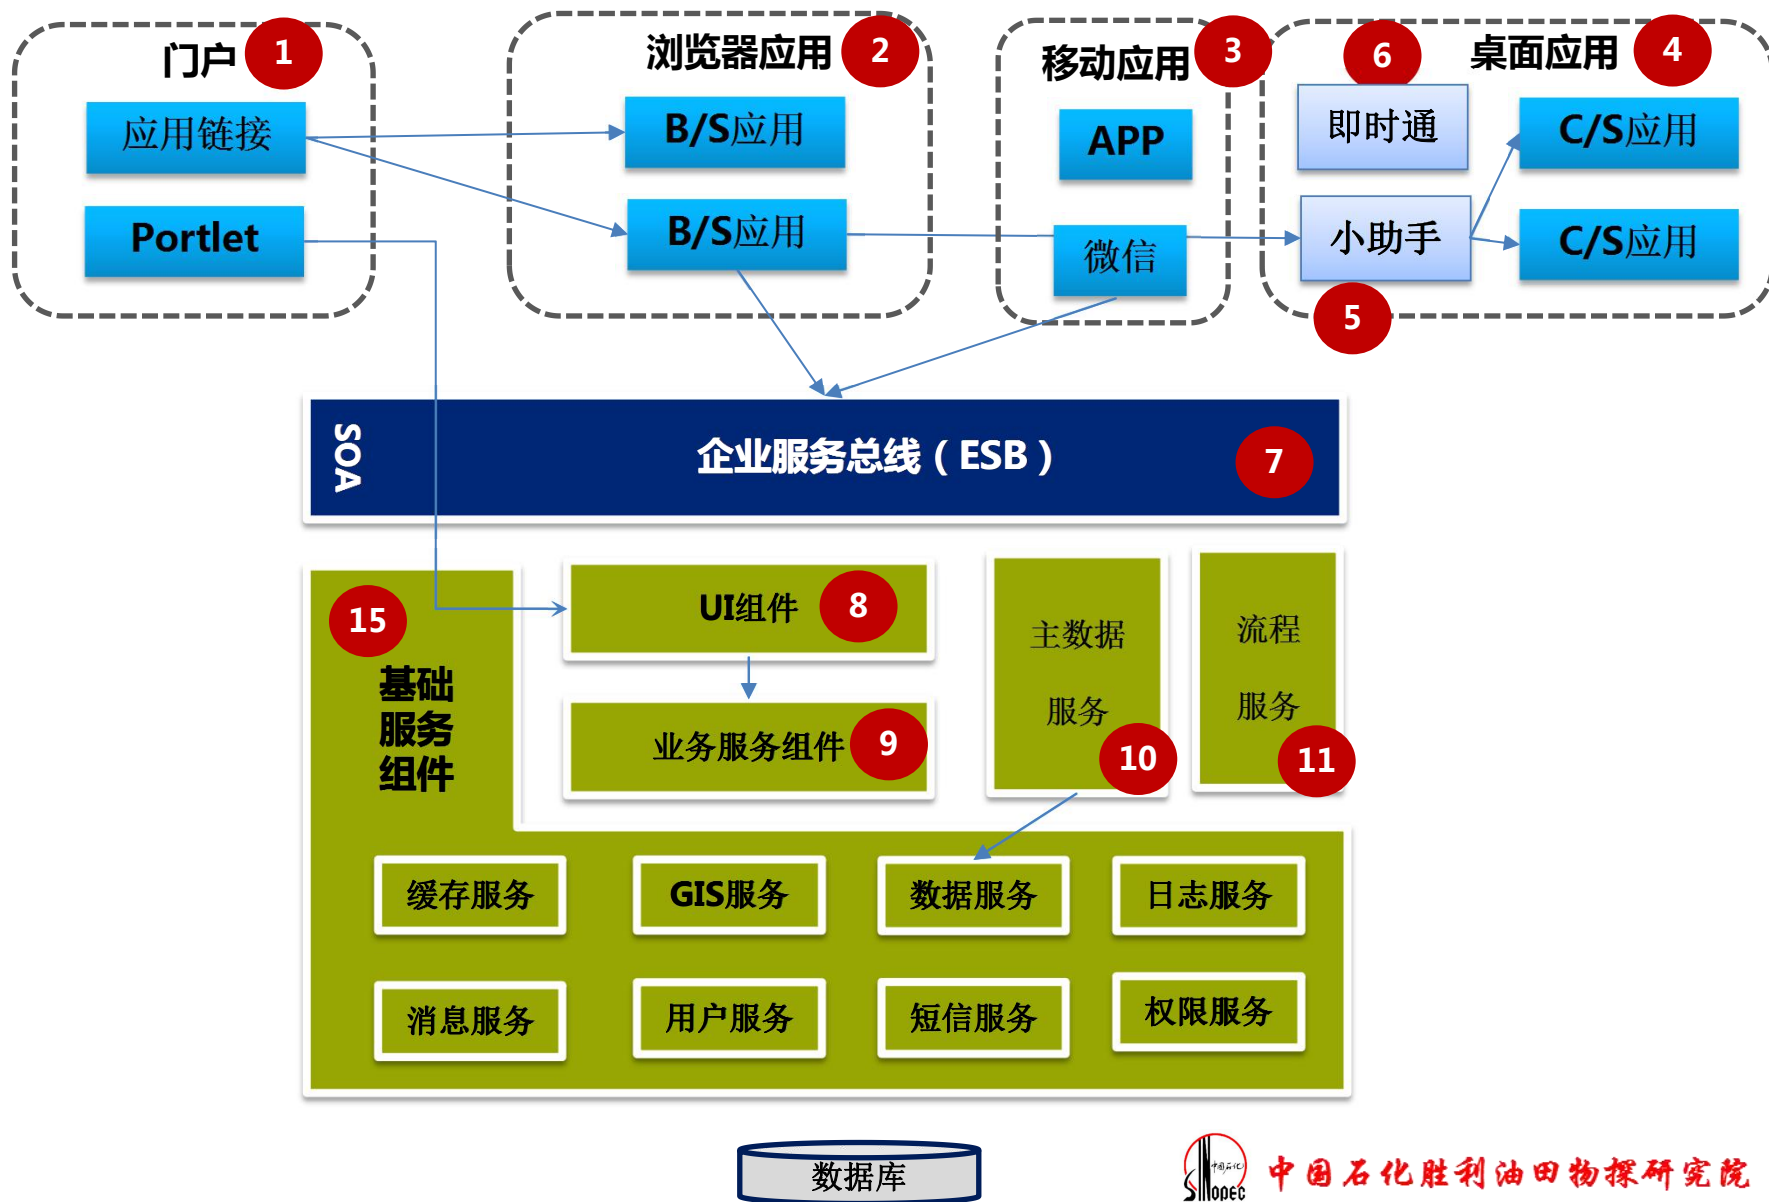 门户
1
浏览器应用
2
移动应用
3
6
桌面应用
4
应用链接
B/S应用
APP
即时通
C/S应用
Portlet
B/S应用
微信
小助手
C/S应用
5
SOA
企业服务总线（ESB）
7
15
基础
服务
组件
UI组件
8
业务服务组件
9
主数据
服务
10
流程
服务
11
缓存服务
GIS服务
数据服务
日志服务
消息服务
用户服务
短信服务
权限服务
数据库
中国石化
SINOPEC
中国石化胜利油田物探研究院